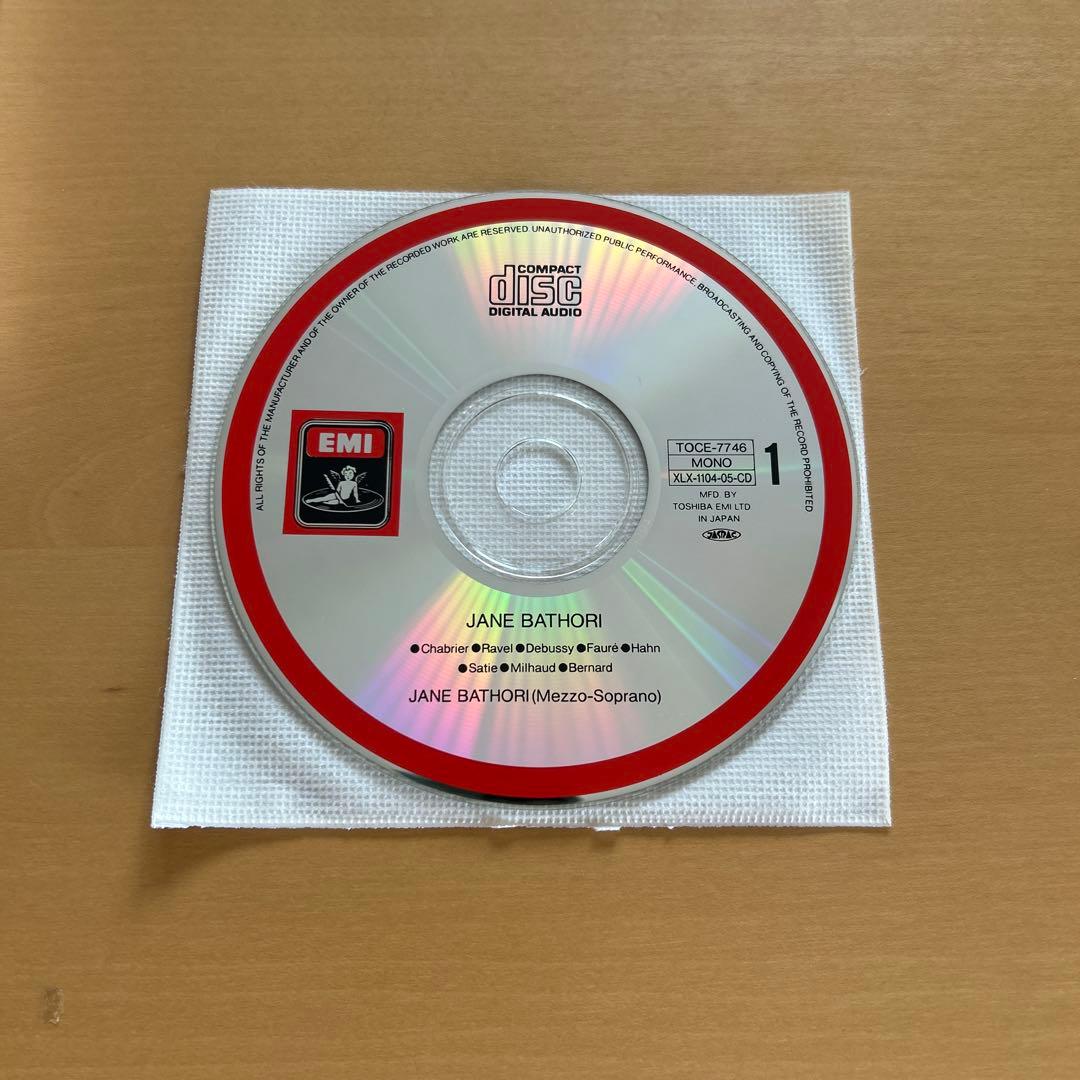 ALL RIGHTS OF THE MANUFACTURER AND OF THE OWNER OF THE RECORDED WORK ARE RESERVED. UNAUTHORIZED PUBLIC PERFORMANCE, BROADCASTING AND COPYING OF THE RECORD PROHIBITED
COMPACT
disc
DIGITAL AUDIO
EMI
TOCE-7746
MONO
XLX-1104-05-CD
1
MFD. BY
TOSHIBA EMI LTD
IN JAPAN
JASRAC
JANE BATHORI
●Chabrier ●Ravel ●Debussy ●Fauré ●Hahn
●Satie ●Milhaud ●Bernard
JANE BATHORI (Mezzo-Soprano)